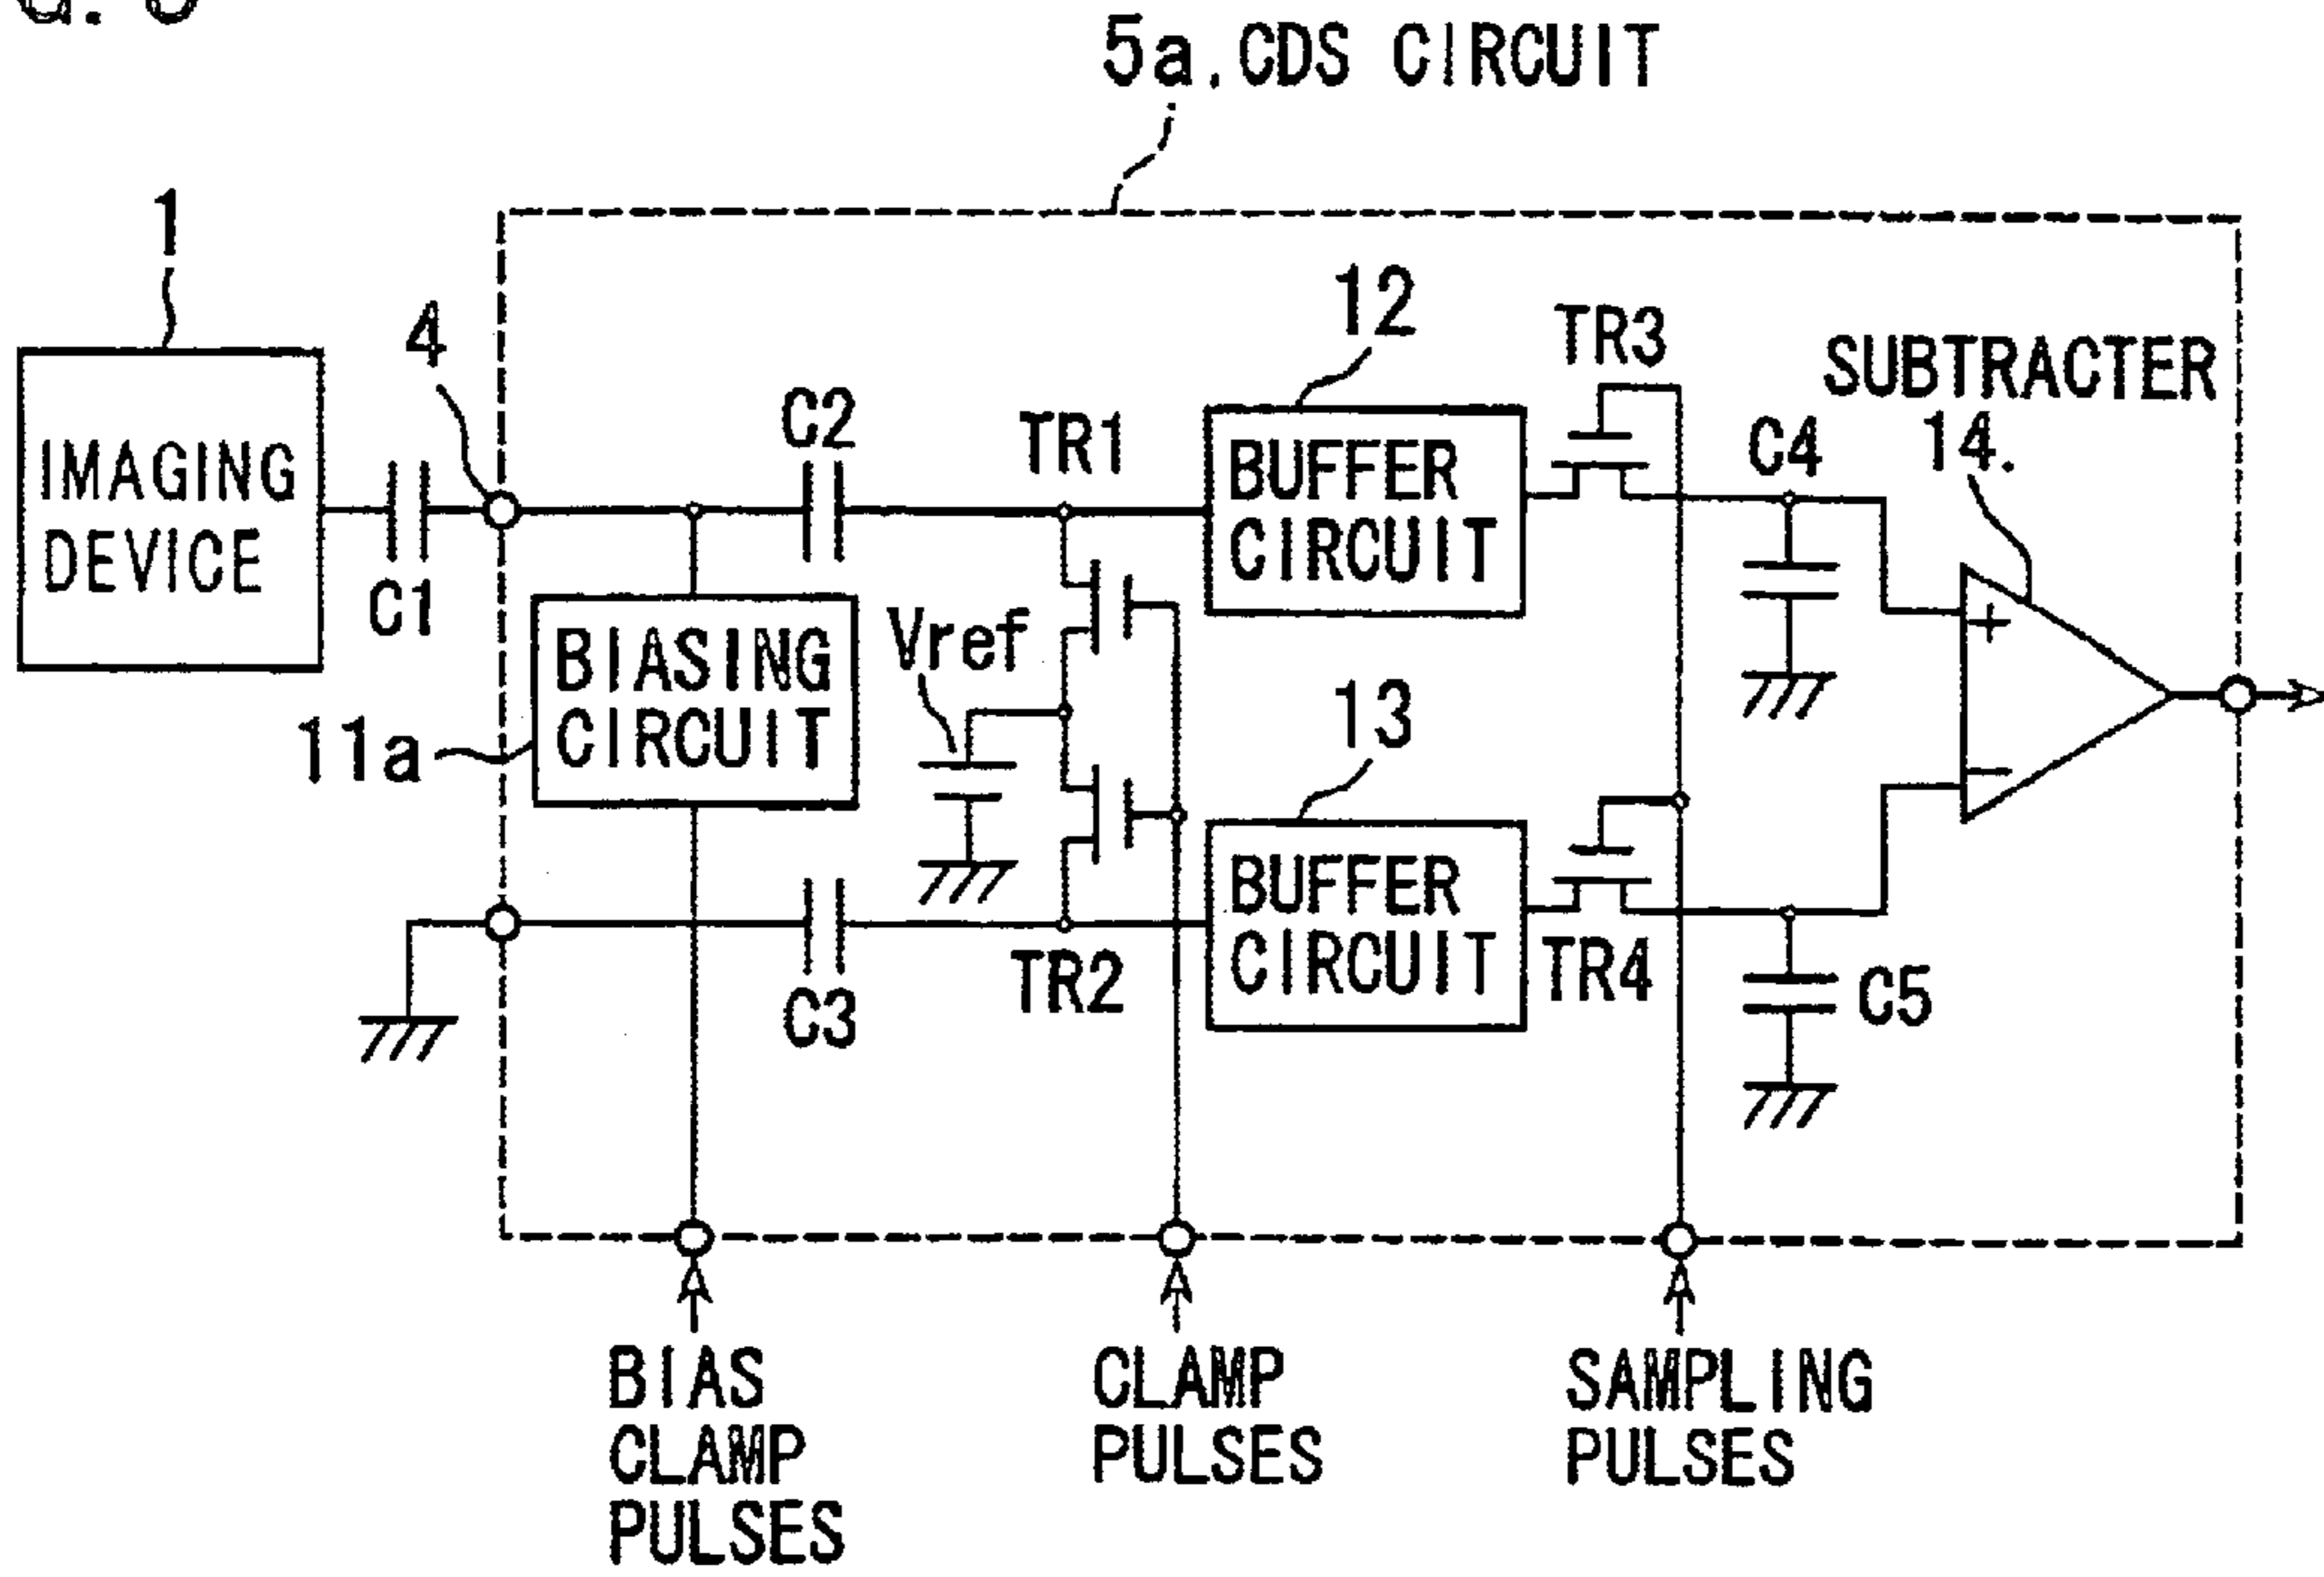 5a.CDS CIRCUIT
1
4
12
TR3
SUBTRACTER
14.
C2
TR1
C4
IMAGING
DEVICE
C1
BUFFER
CIRCUIT
+
Vref
BIASING
CIRCUIT
11a
13
−
BUFFER
CIRCUIT
TR2
TR4
C3
C5
BIAS
CLAMP
PULSES
CLAMP
PULSES
SAMPLING
PULSES